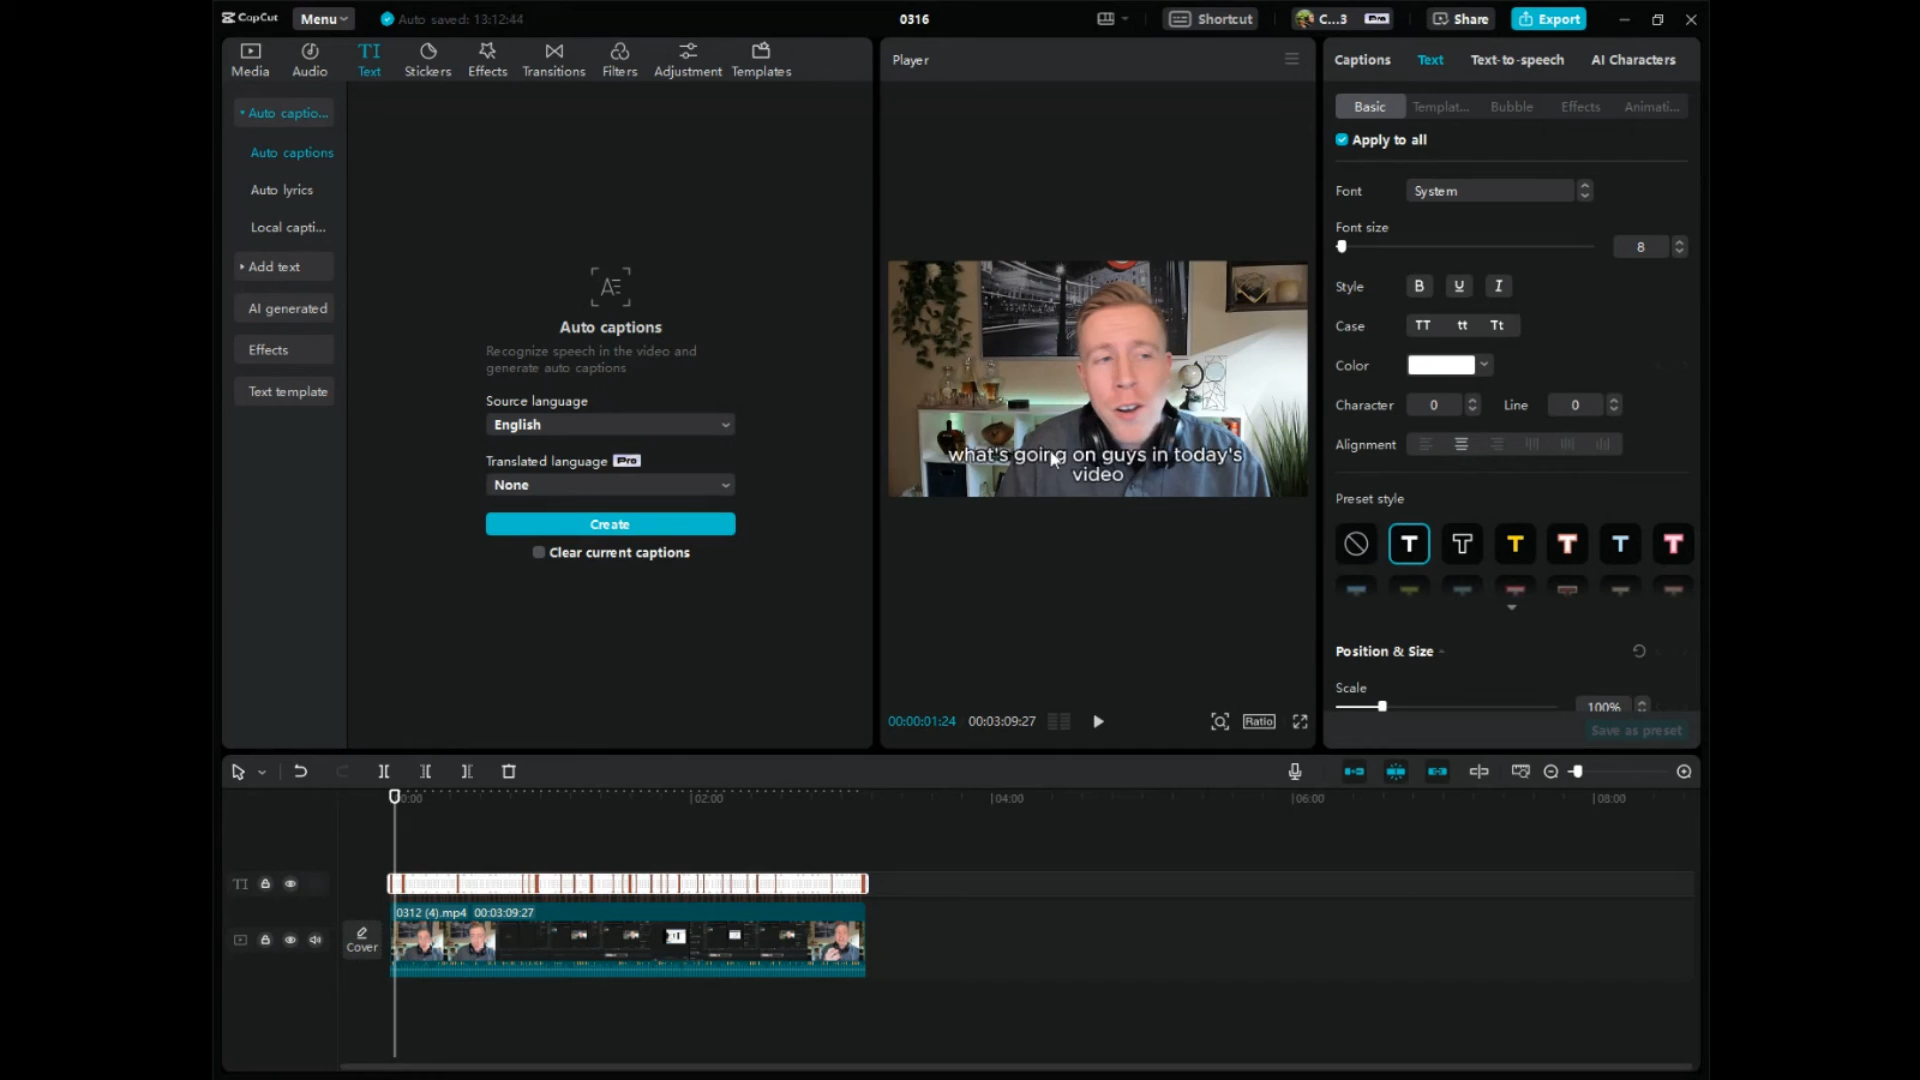 CapCut
Menu
Auto saved: 13:12:44
0316
Shortcut
C...3
Pro
Share
Export
Media
Audio
TI
Text
Stickers
Effects
Transitions
Filters
Adjustment
Templates
Auto captio...
Auto captions
Auto lyrics
Local capti...
Add text
AI generated
Effects
Text template
Auto captions
Recognize speech in the video and
generate auto captions
Source language
English
Translated language Pro
None
Create
Clear current captions
Player
what's going on guys in today's
video
00:00:01:24 00:03:09:27
Ratio
Captions
Text
Text-to-speech
AI Characters
Basic
Templat...
Bubble
Effects
Animati...
Apply to all
Font
System
Font size
8
Style
B U I
Case
TT tt Tt
Color
Character
0
Line
0
Alignment
Preset style
T T T T T T
Position & Size
Scale
100%
Save as preset
00:00
02:00
04:00
06:00
08:00
TI
0312 (4).mp4 00:03:09:27
Cover